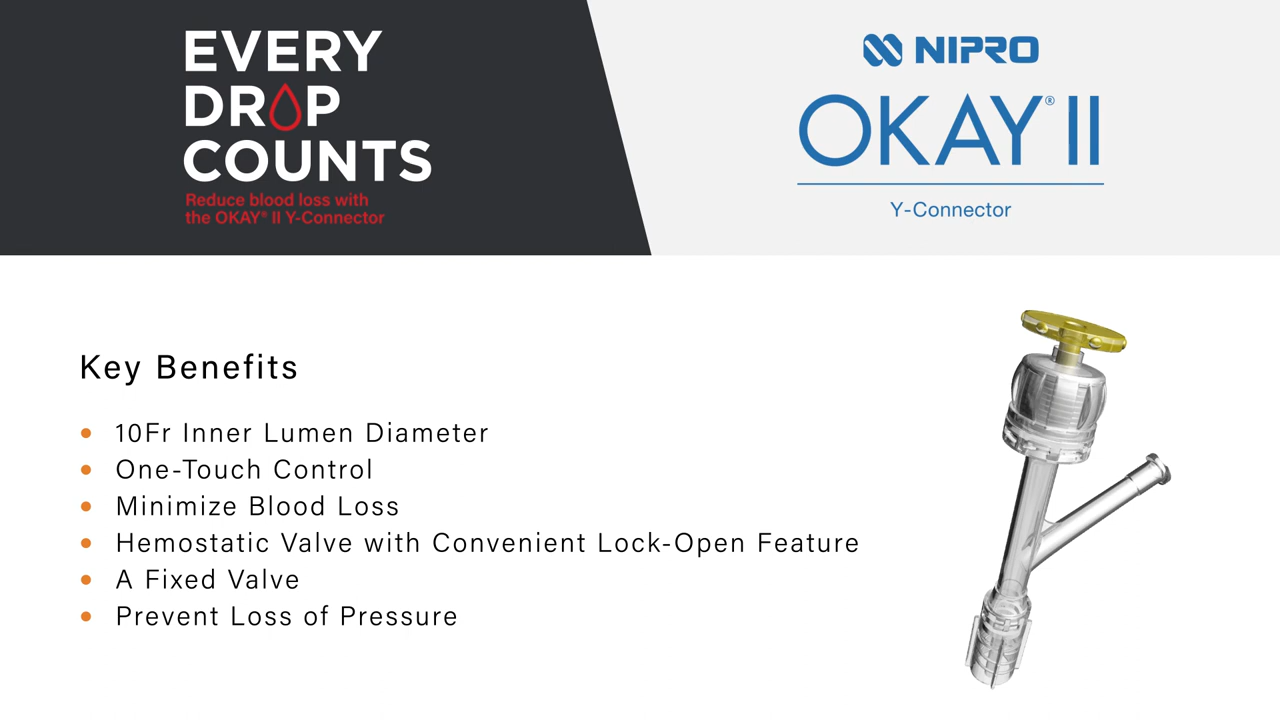 EVERY
DROP
COUNTS
Reduce blood loss with
the OKAY® II Y-Connector
NIPRO
OKAY® II
Y-Connector
Key Benefits
• 10Fr Inner Lumen Diameter
• One-Touch Control
• Minimize Blood Loss
• Hemostatic Valve with Convenient Lock-Open Feature
• A Fixed Valve
• Prevent Loss of Pressure